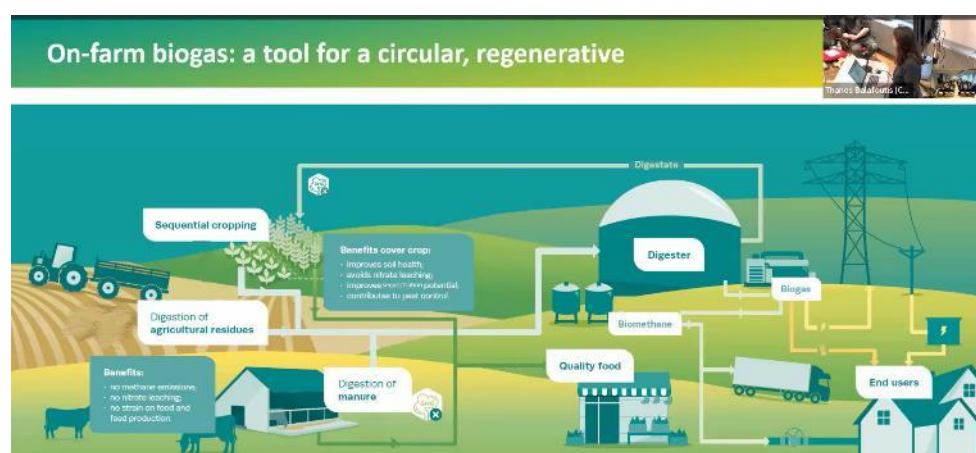 On-farm biogas: a tool for a circular, regenerative
Thanos Balafoutis (C...
Digestate
Sequential cropping
Benefits cover crop:
- improves soil health;
- avoids nitrate leaching;
- improves potential;
- contributes to pest control.
Digester
Biogas
Digestion of
agricultural residues
Biomethane
Benefits:
- no methane emissions;
- no nitrate leaching;
- no strain on food and
feed production.
Digestion of
manure
Quality food
End users